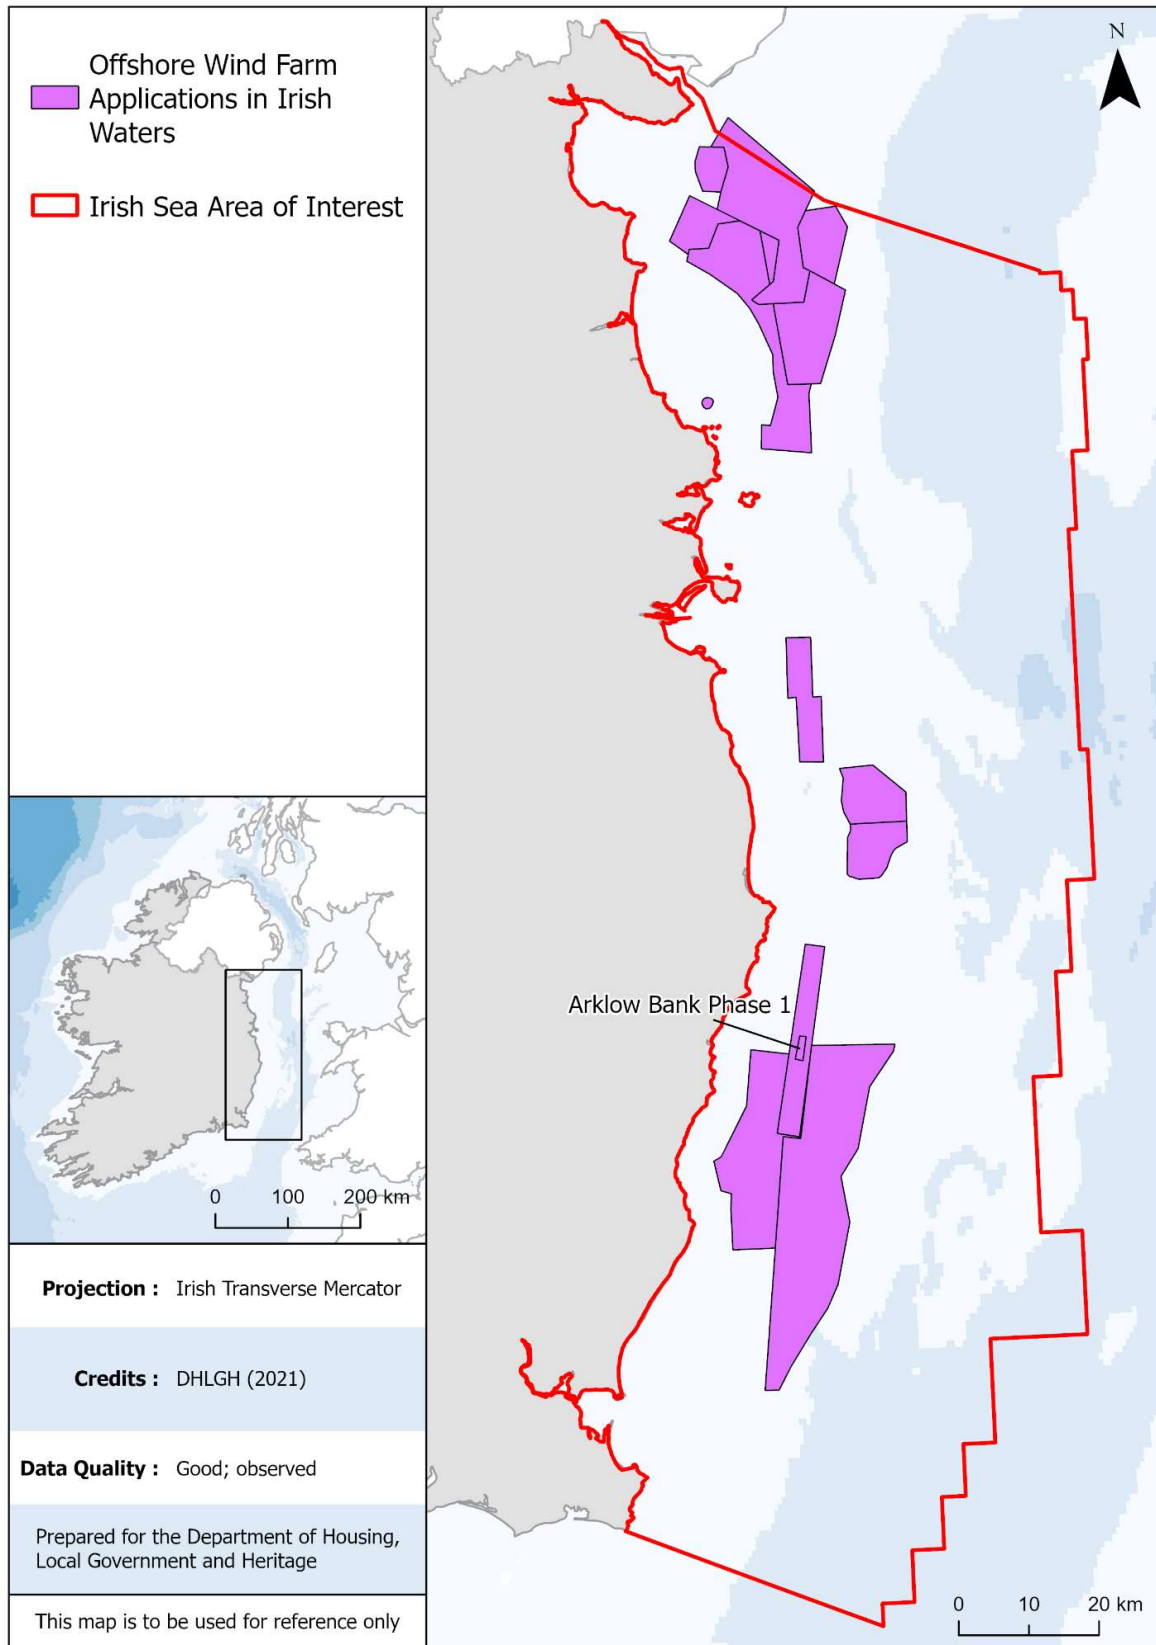 Offshore Wind Farm
Applications in Irish
Waters
Irish Sea Area of Interest
N
Arklow Bank Phase 1
0 100 200 km
Projection : Irish Transverse Mercator
Credits : DHLGH (2021)
Data Quality : Good; observed
Prepared for the Department of Housing,
Local Government and Heritage
This map is to be used for reference only
0 10 20 km